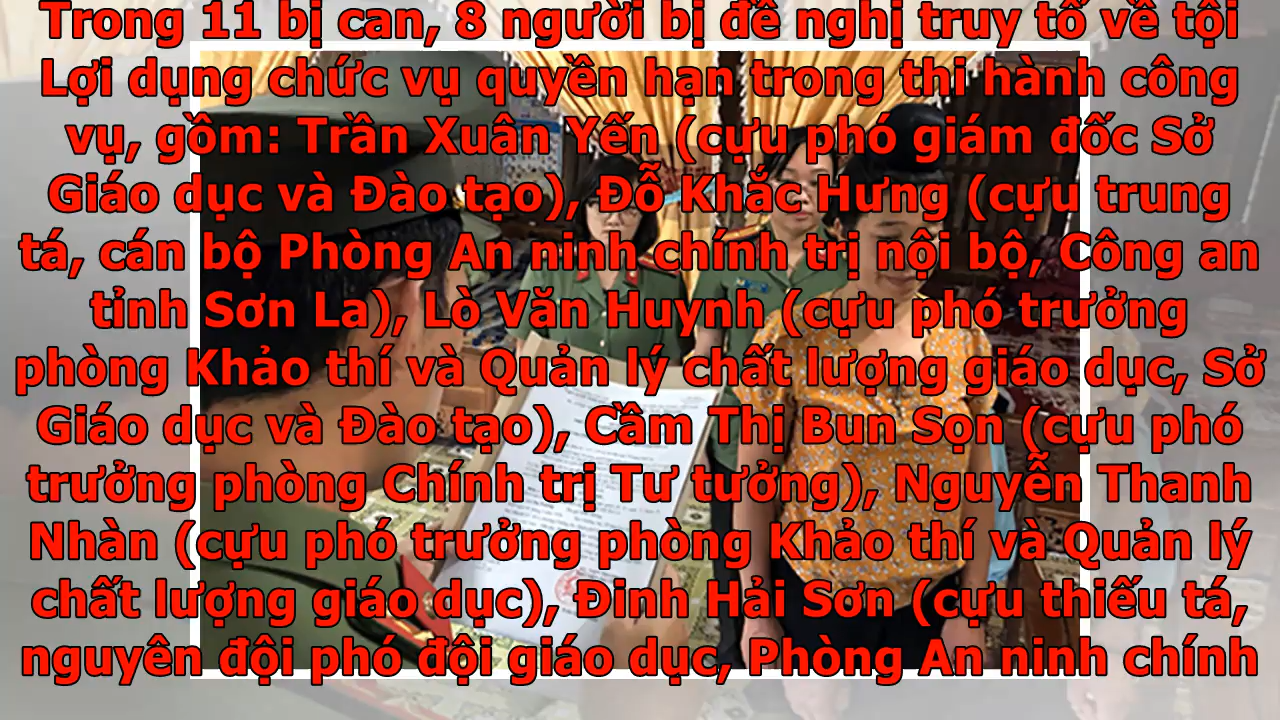 Trong 11 bị can, 8 người bị đề nghị truy tố về tội
Lợi dụng chức vụ quyền hạn trong thi hành công
vụ, gồm: Trần Xuân Yến (cựu phó giám đốc Sở
Giáo dục và Đào tạo), Đỗ Khắc Hưng (cựu trung
tá, cán bộ Phòng An ninh chính trị nội bộ, Công an
tỉnh Sơn La), Lò Văn Huynh (cựu phó trưởng
phòng Khảo thí và Quản lý chất lượng giáo dục, Sở
Giáo dục và Đào tạo), Cầm Thị Bun Sọn (cựu phó
trưởng phòng Chính trị Tư tưởng), Nguyễn Thanh
Nhàn (cựu phó trưởng phòng Khảo thí và Quản lý
chất lượng giáo dục), Đinh Hải Sơn (cựu thiếu tá,
nguyên đội phó đội giáo dục, Phòng An ninh chính